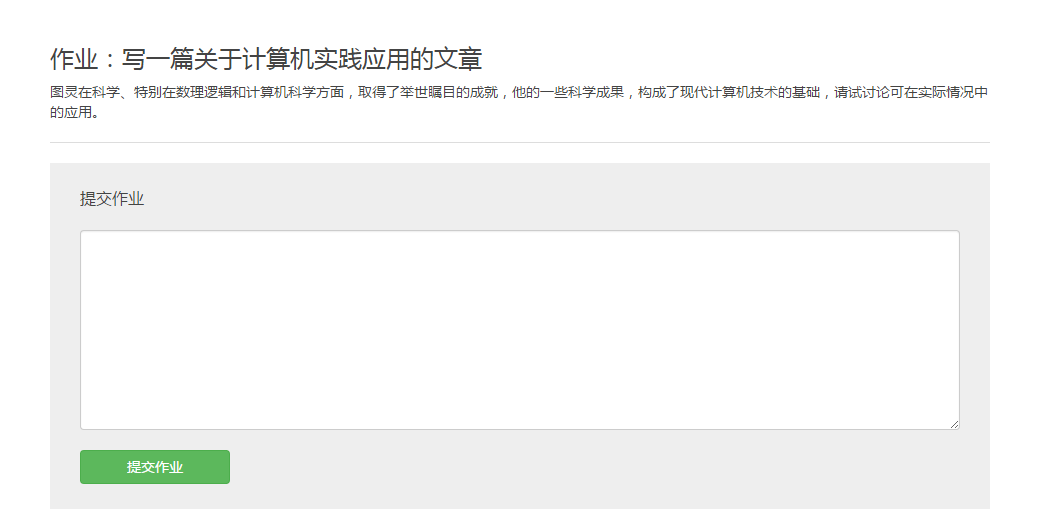 作业：写一篇关于计算机实践应用的文章
图灵在科学、特别在数理逻辑和计算机科学方面，取得了举世瞩目的成就，他的一些科学成果，构成了现代计算机技术的基础，请试讨论可在实际情况中
的应用。
提交作业
提交作业